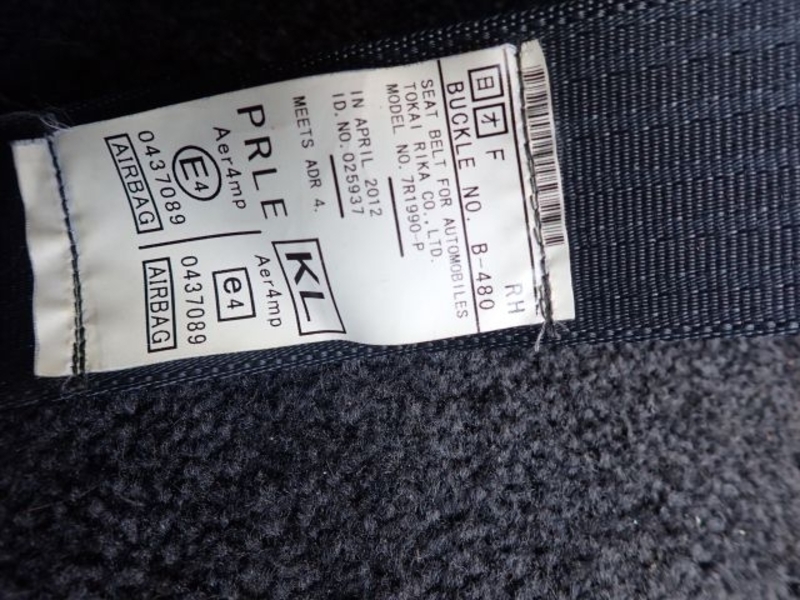 日 才 F RH
BUCKLE NO. B-480
SEAT BELT FOR AUTOMOBILES
TOKAI RIKA CO., LTD.
MODEL NO. 7R1990-P
IN APRIL 2012
ID. NO. 025937
MEETS ADR 4.
KL
PRLE
Aer4mp
E4
0437089
AIRBAG
Aer4mp
e4
0437089
AIRBAG